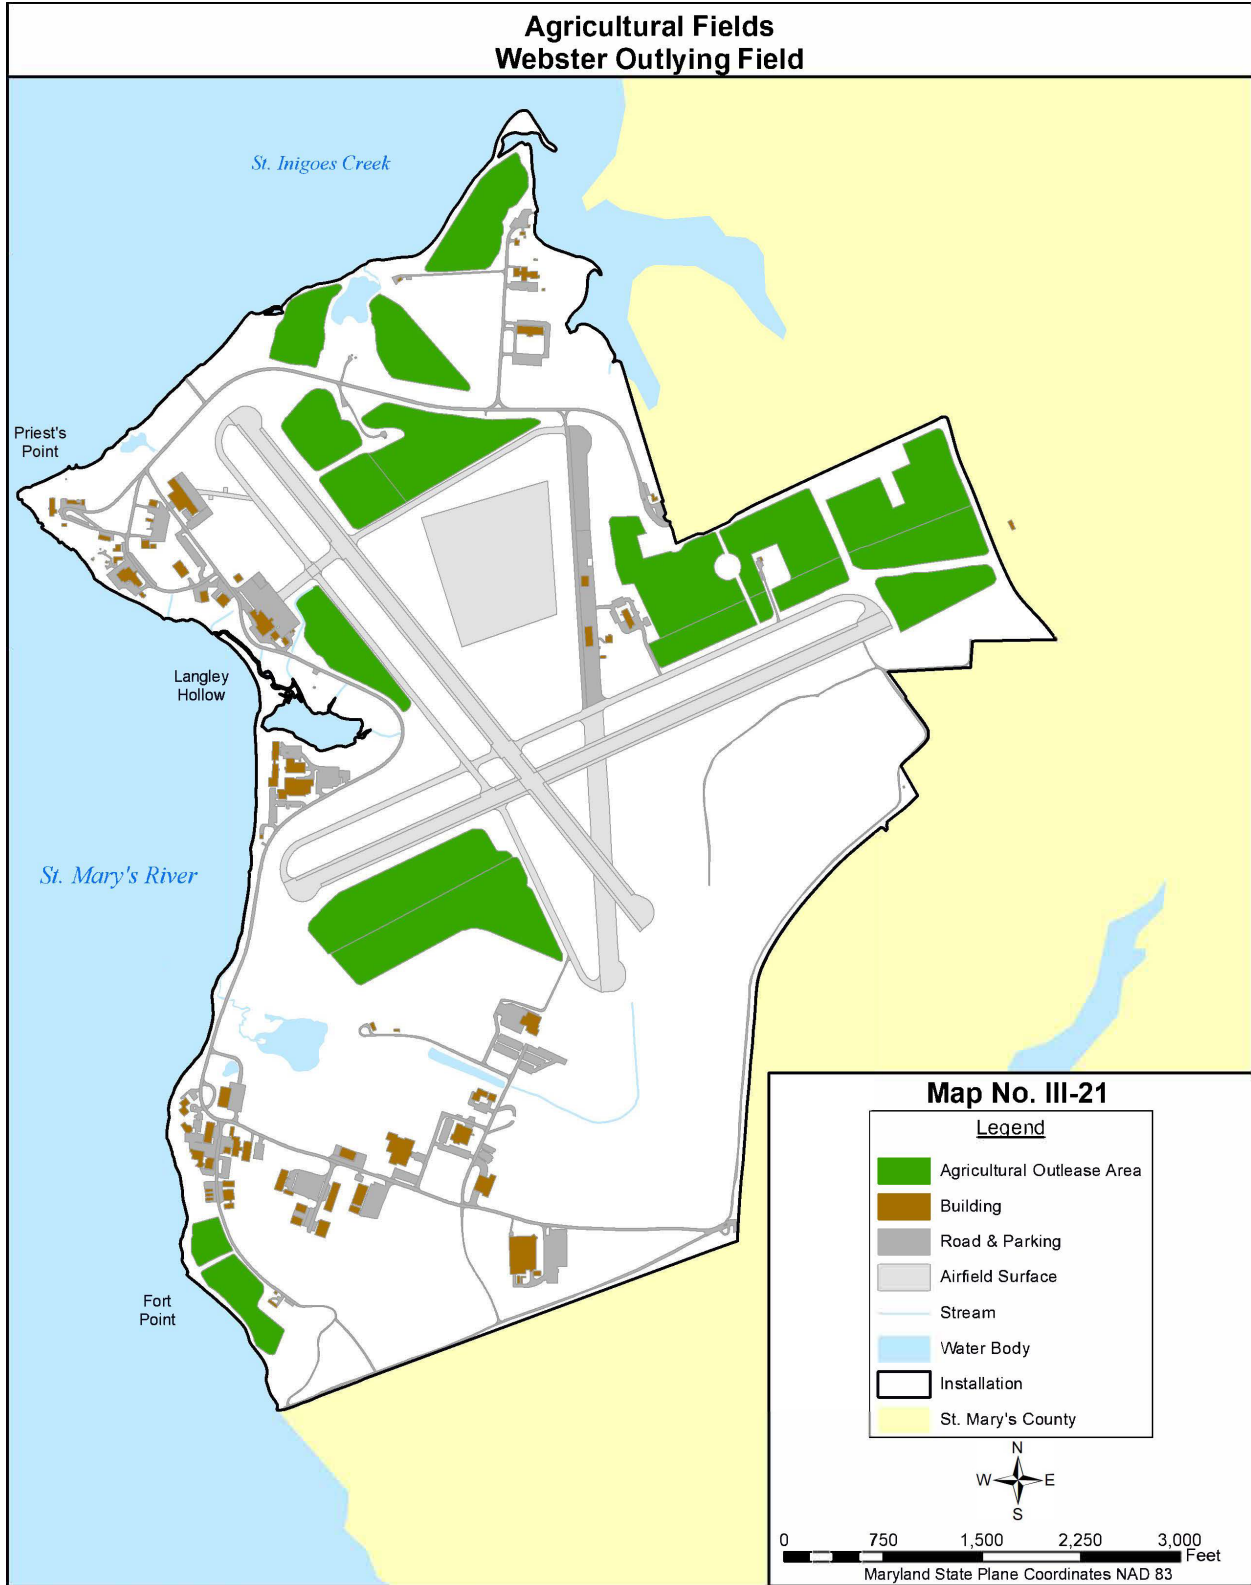 Agricultural Fields
Webster Outlying Field
St. Inigoes Creek
Priest's
Point
Langley
Hollow
St. Mary's River
Fort
Point
Map No. III-21
Legend
Agricultural Outlease Area
Building
Road & Parking
Airfield Surface
Stream
Water Body
Installation
St. Mary's County
N
W E
S
0 750 1,500 2,250 3,000
Feet
Maryland State Plane Coordinates NAD 83